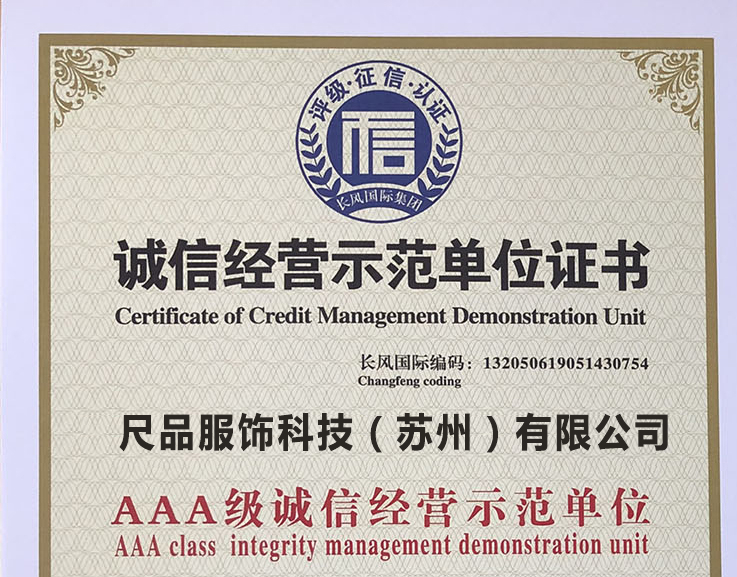 评级·征信·认证
信
长风国际集团
诚信经营示范单位证书
Certificate of Credit Management Demonstration Unit
长风国际编码：132050619051430754
Changfeng coding
尺品服饰科技（苏州）有限公司
AAA级诚信经营示范单位
AAA class integrity management demonstration unit